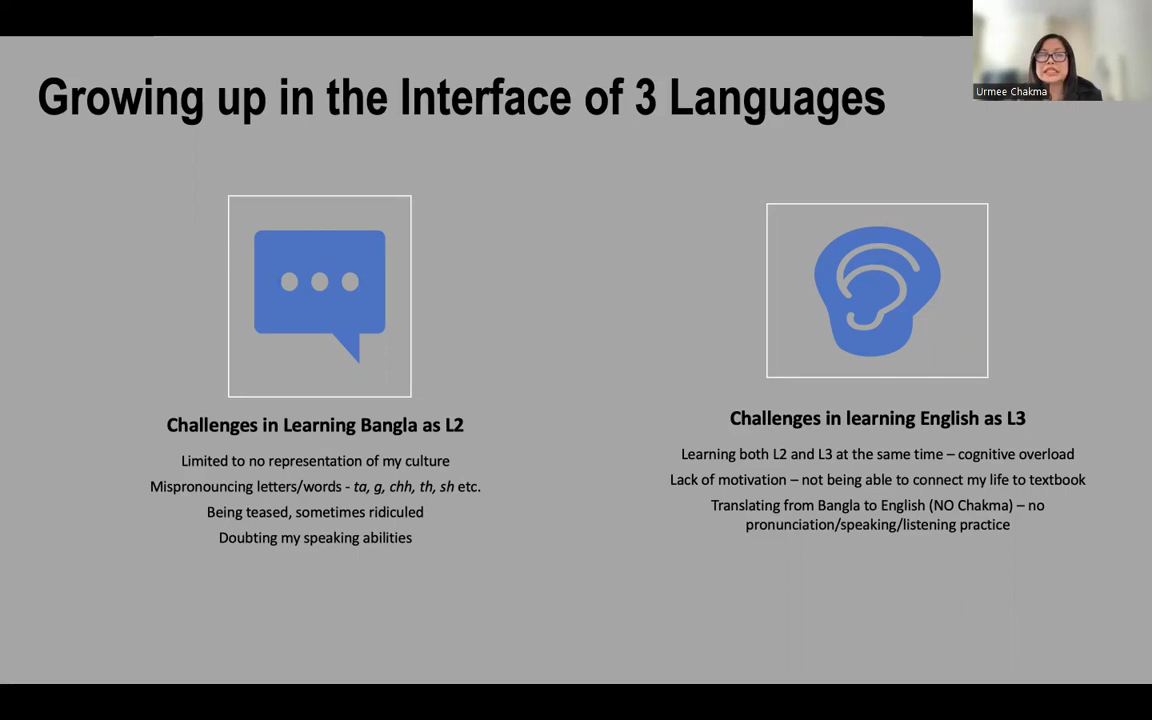 Growing up in the Interface of 3 Languages
Urmee Chakma
Challenges in Learning Bangla as L2
Limited to no representation of my culture
Mispronouncing letters/words - ta, g, chh, th, sh etc.
Being teased, sometimes ridiculed
Doubting my speaking abilities
Challenges in learning English as L3
Learning both L2 and L3 at the same time – cognitive overload
Lack of motivation – not being able to connect my life to textbook
Translating from Bangla to English (NO Chakma) – no
pronunciation/speaking/listening practice